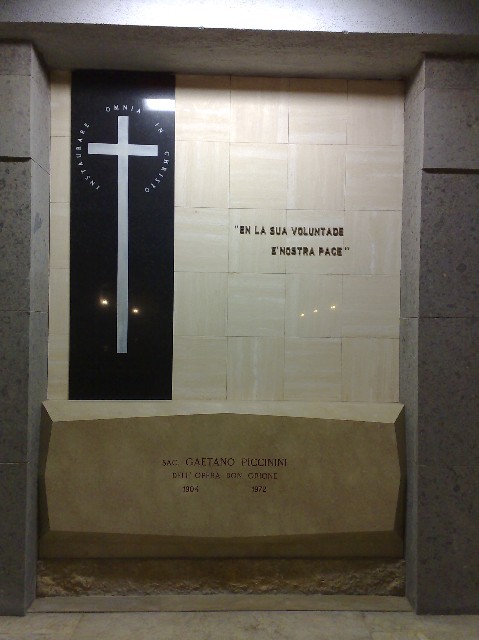 INSTAURARE OMNIA IN CHRISTO
"EN LA SUA VOLUNTADE
E' NOSTRA PACE"
SAC. GAETANO PICCININI
DELL'OPERA DON ORIONE
1904 1972